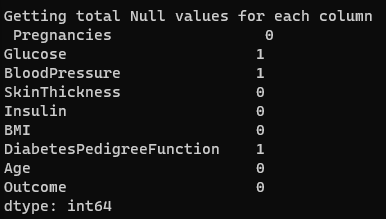 Getting total Null values for each column
 Pregnancies                 0
Glucose                     1
BloodPressure               1
SkinThickness               0
Insulin                     0
BMI                         0
DiabetesPedigreeFunction    1
Age                         0
Outcome                     0
dtype: int64